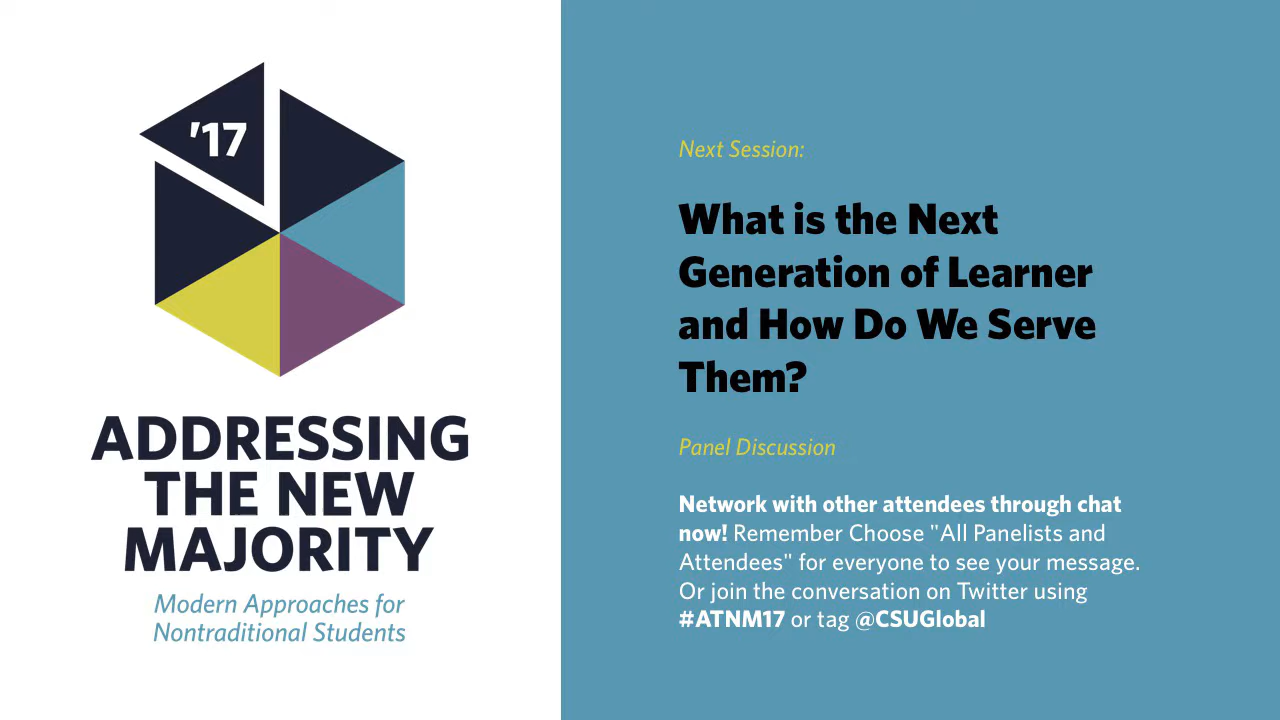 '17
ADDRESSING
THE NEW
MAJORITY
Modern Approaches for
Nontraditional Students
Next Session:
What is the Next
Generation of Learner
and How Do We Serve
Them?
Panel Discussion
Network with other attendees through chat
now! Remember Choose "All Panelists and
Attendees" for everyone to see your message.
Or join the conversation on Twitter using
#ATNM17 or tag @CSUGlobal